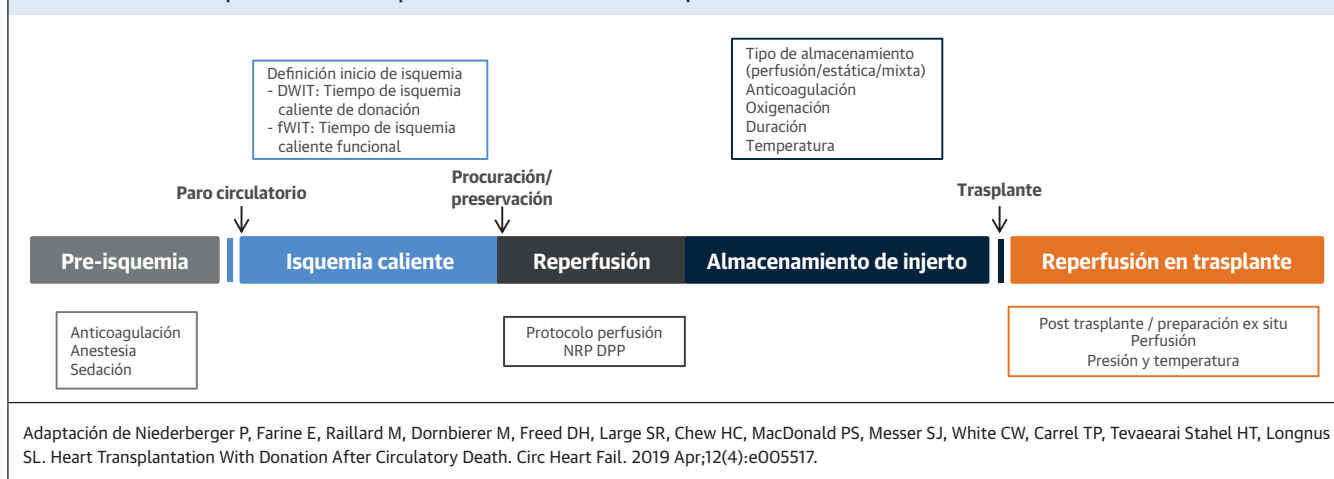 Definición inicio de isquemia
- DWIT: Tiempo de isquemia
caliente de donación
- fWIT: Tiempo de isquemia
caliente funcional
Tipo de almacenamiento
(perfusión/estática/mixta)
Anticoagulación
Oxigenación
Duración
Temperatura
Paro circulatorio
Procuración/
preservación
Trasplante
Pre-isquemia
Isquemia caliente
Reperfusión
Almacenamiento de injerto
Reperfusión en trasplante
Anticoagulación
Anestesia
Sedación
Protocolo perfusión
NRP DPP
Post trasplante / preparación ex situ
Perfusión
Presión y temperatura
Adaptación de Niederberger P, Farine E, Raillard M, Dornbierer M, Freed DH, Large SR, Chew HC, MacDonald PS, Messer SJ, White CW, Carrel TP, Tevaearai Stahel HT, Longnus
SL. Heart Transplantation With Donation After Circulatory Death. Circ Heart Fail. 2019 Apr;12(4):e005517.